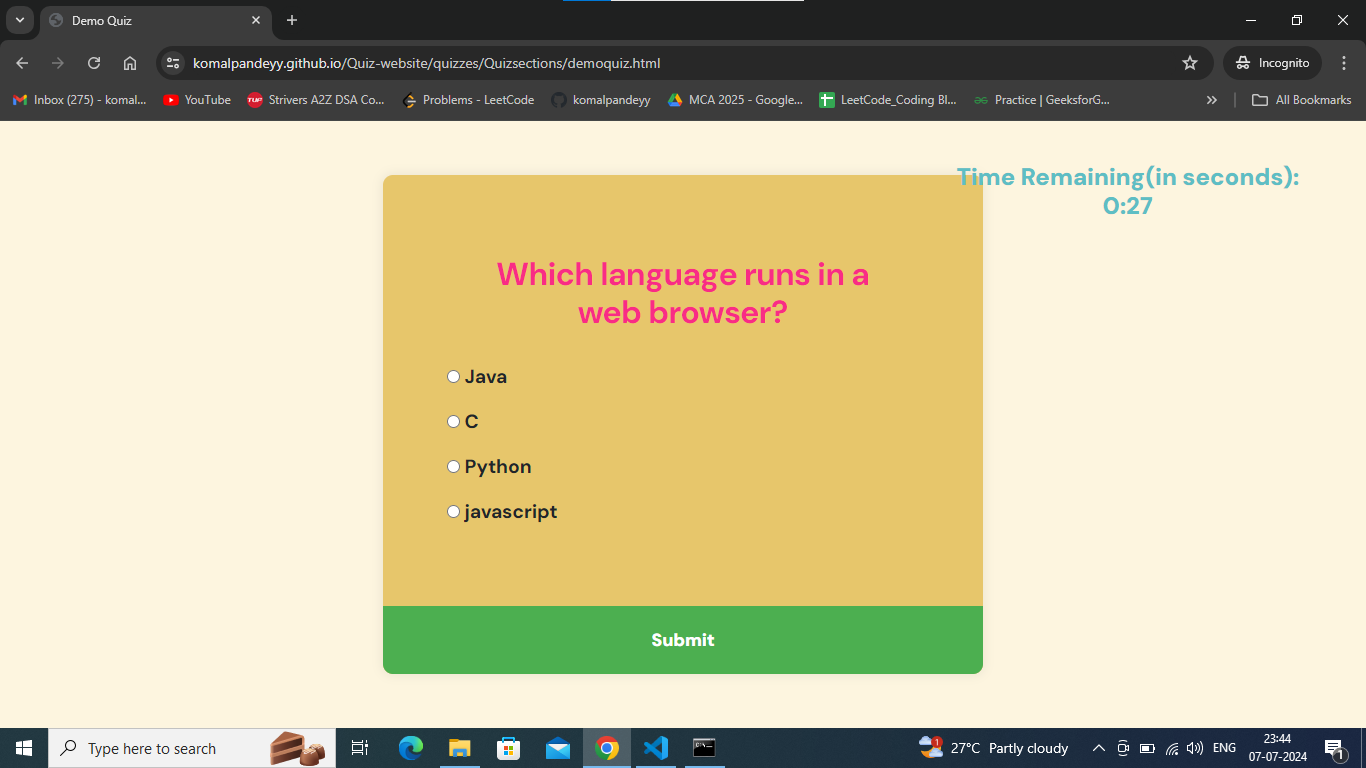 Demo Quiz
komalpandeyy.github.io/Quiz-website/quizzes/Quizsections/demoquiz.html
Incognito
Inbox (275) - komal...
YouTube
TUF
Strivers A2Z DSA Co...
Problems - LeetCode
komalpandeyy
MCA 2025 - Google...
LeetCode_Coding Bl...
Practice | GeeksforG...
All Bookmarks
Time Remaining(in seconds):
0:27
Which language runs in a
web browser?
Java
C
Python
javascript
Submit
Type here to search
1
27°C Partly cloudy
ENG
23:44
07-07-2024
1